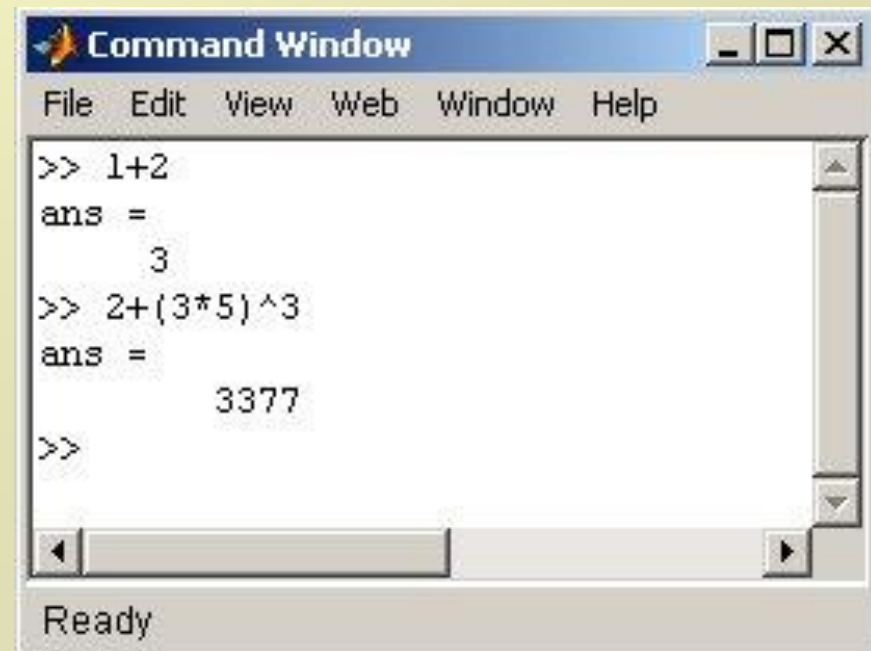 Command Window
File Edit View Web Window Help
>> 1+2
ans =
3
>> 2+(3*5)^3
ans =
3377
>>
Ready